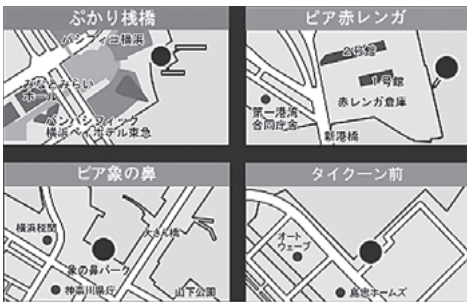 ぷかり桟橋
パシフィコ横浜
みなとみらい
ホール
パンパシフィック
横浜ベイホテル東急
ピア赤レンガ
2号館
1号館
赤レンガ倉庫
第一港湾
合同庁舎
新港橋
ピア象の鼻
横浜税関
大さん橋
象の鼻パーク
神奈川県庁
山下公園
タイクーン前
オート
ウェーブ
島忠ホームズ